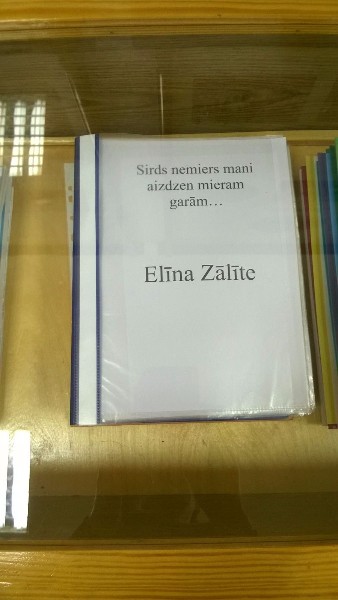 Sirds nemiers mani
aizdzen mieram
garām…
Elīna Zālīte